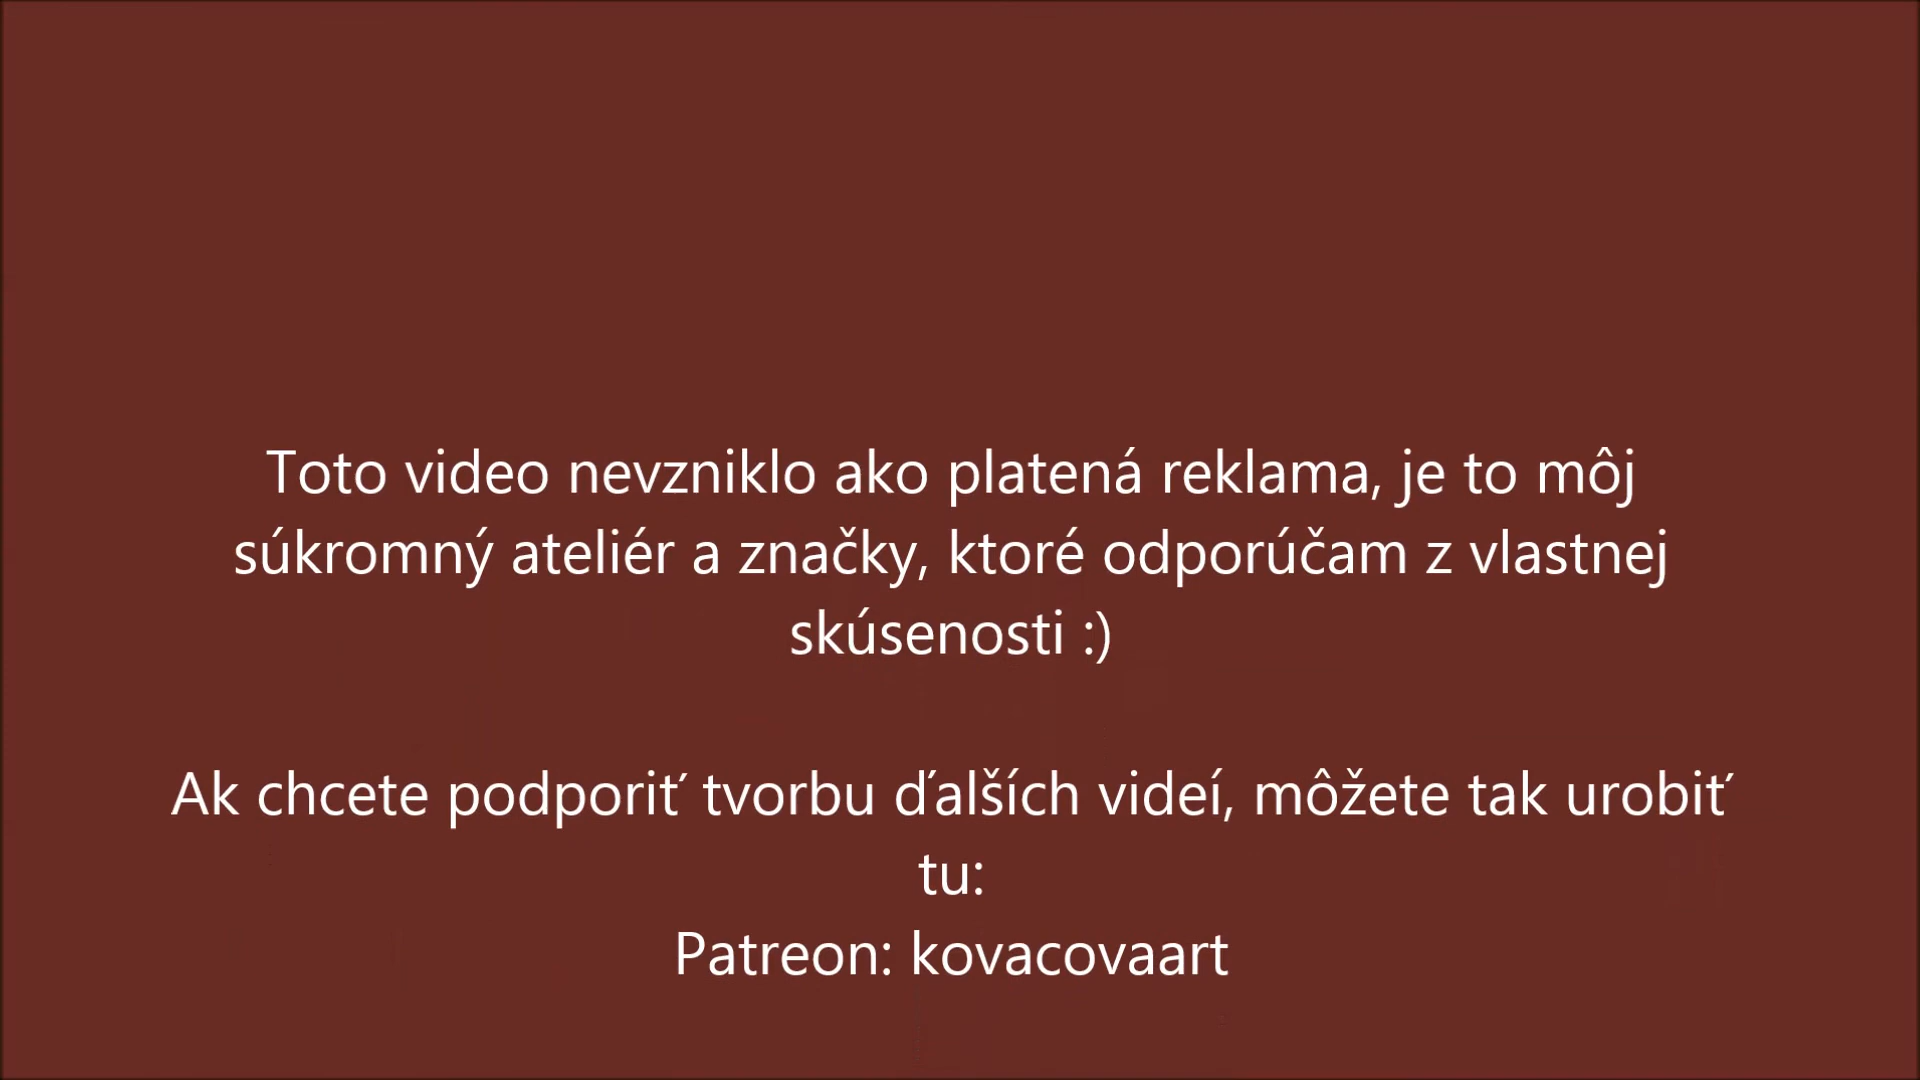 Toto video nevzniklo ako platená reklama, je to môj
súkromný ateliér a značky, ktoré odporúčam z vlastnej
skúsenosti :)
Ak chcete podporiť tvorbu ďalších videí, môžete tak urobiť
tu:
Patreon: kovacovaart